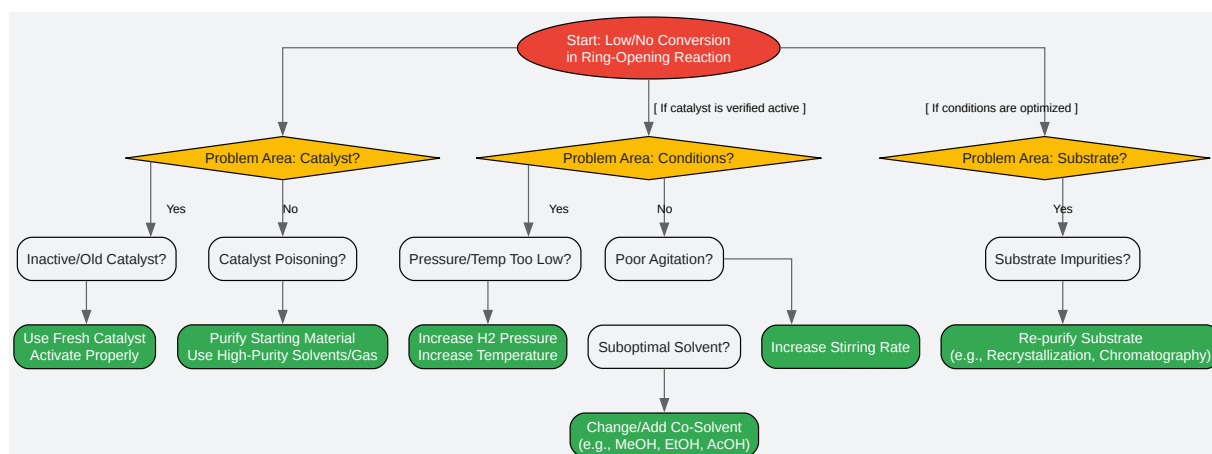 Start: Low/No Conversion
in Ring-Opening Reaction
[ If catalyst is verified active ]
[ If conditions are optimized ]
Problem Area: Catalyst?
Problem Area: Conditions?
Problem Area: Substrate?
Yes
No
Yes
No
Yes
Inactive/Old Catalyst?
Catalyst Poisoning?
Pressure/Temp Too Low?
Poor Agitation?
Substrate Impurities?
Use Fresh Catalyst
Activate Properly
Purify Starting Material
Use High-Purity Solvents/Gas
Increase H2 Pressure
Increase Temperature
Suboptimal Solvent?
Increase Stirring Rate
Re-purify Substrate
(e.g., Recrystallization, Chromatography)
Change/Add Co-Solvent
(e.g., MeOH, EtOH, AcOH)